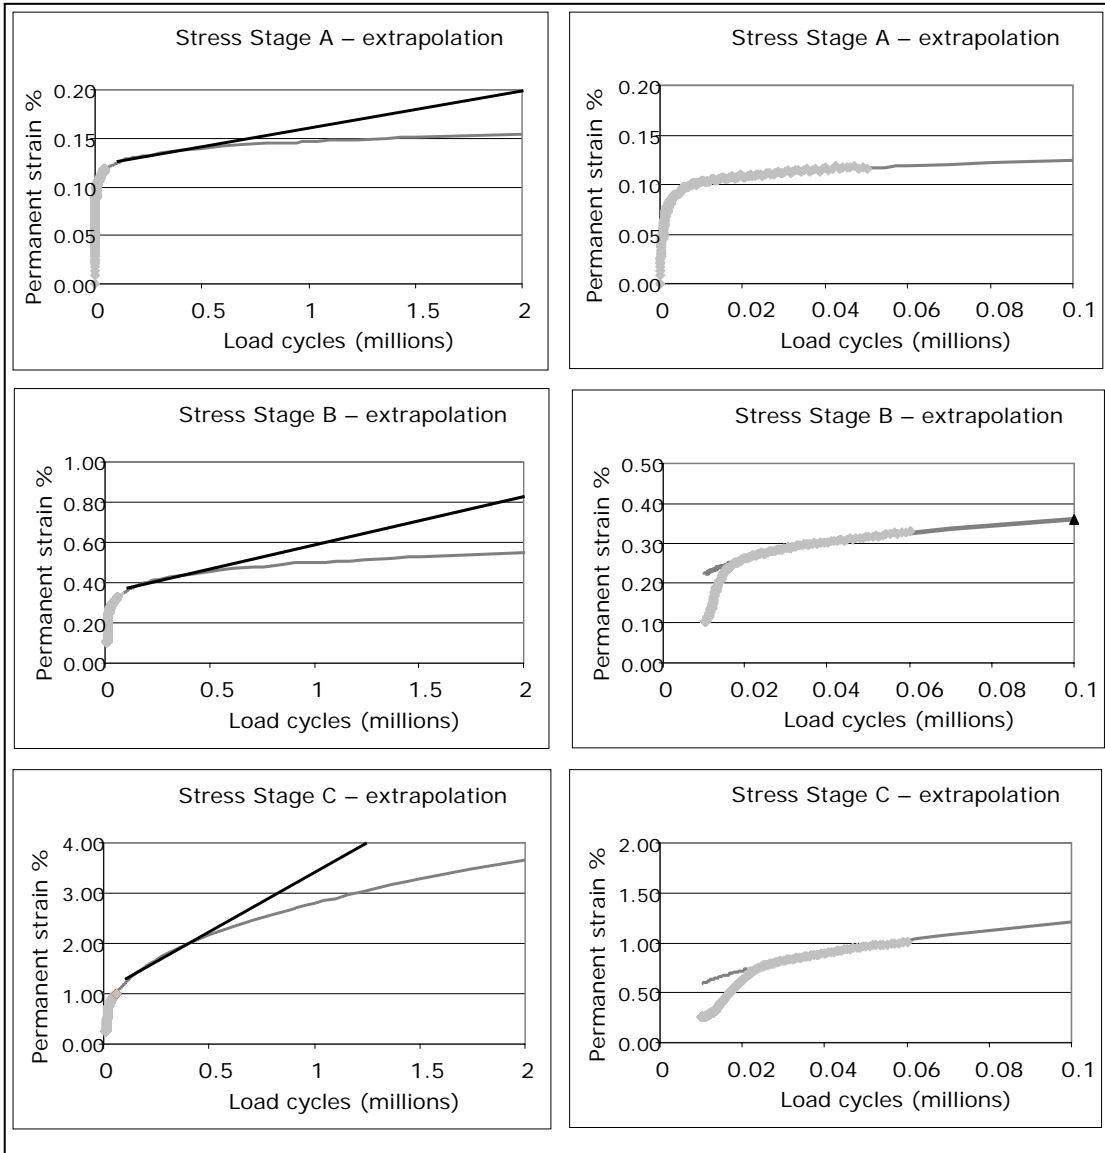 Stress Stage A – extrapolation
Permanent strain %
0.20
0.15
0.10
0.05
0.00
0 0.5 1 1.5 2
Load cycles (millions)
Stress Stage A – extrapolation
Permanent strain %
0.20
0.15
0.10
0.05
0.00
0 0.02 0.04 0.06 0.08 0.1
Load cycles (millions)
Stress Stage B – extrapolation
Permanent strain %
1.00
0.80
0.60
0.40
0.20
0.00
0 0.5 1 1.5 2
Load cycles (millions)
Stress Stage B – extrapolation
Permanent strain %
0.50
0.40
0.30
0.20
0.10
0.00
0 0.02 0.04 0.06 0.08 0.1
Load cycles (millions)
Stress Stage C – extrapolation
Permanent strain %
4.00
3.00
2.00
1.00
0.00
0 0.5 1 1.5 2
Load cycles (millions)
Stress Stage C – extrapolation
Permanent strain %
2.00
1.50
1.00
0.50
0.00
0 0.02 0.04 0.06 0.08 0.1
Load cycles (millions)